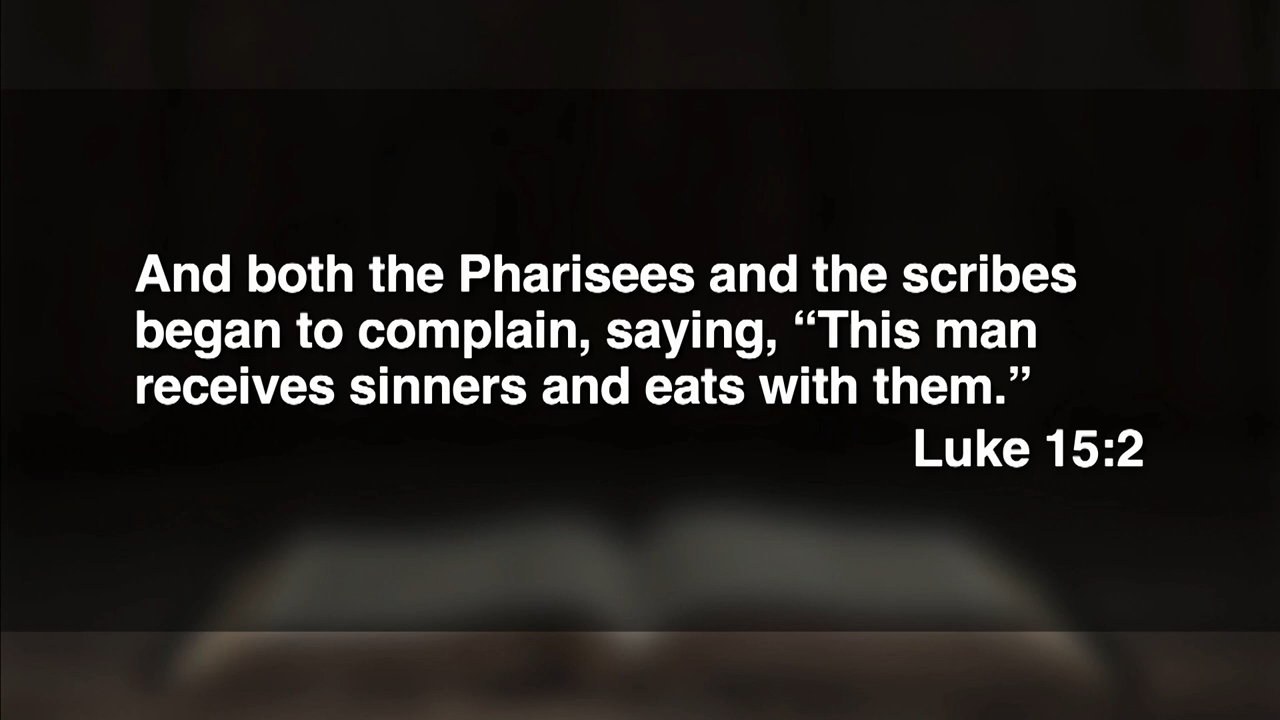 And both the Pharisees and the scribes
began to complain, saying, “This man
receives sinners and eats with them.”
Luke 15:2